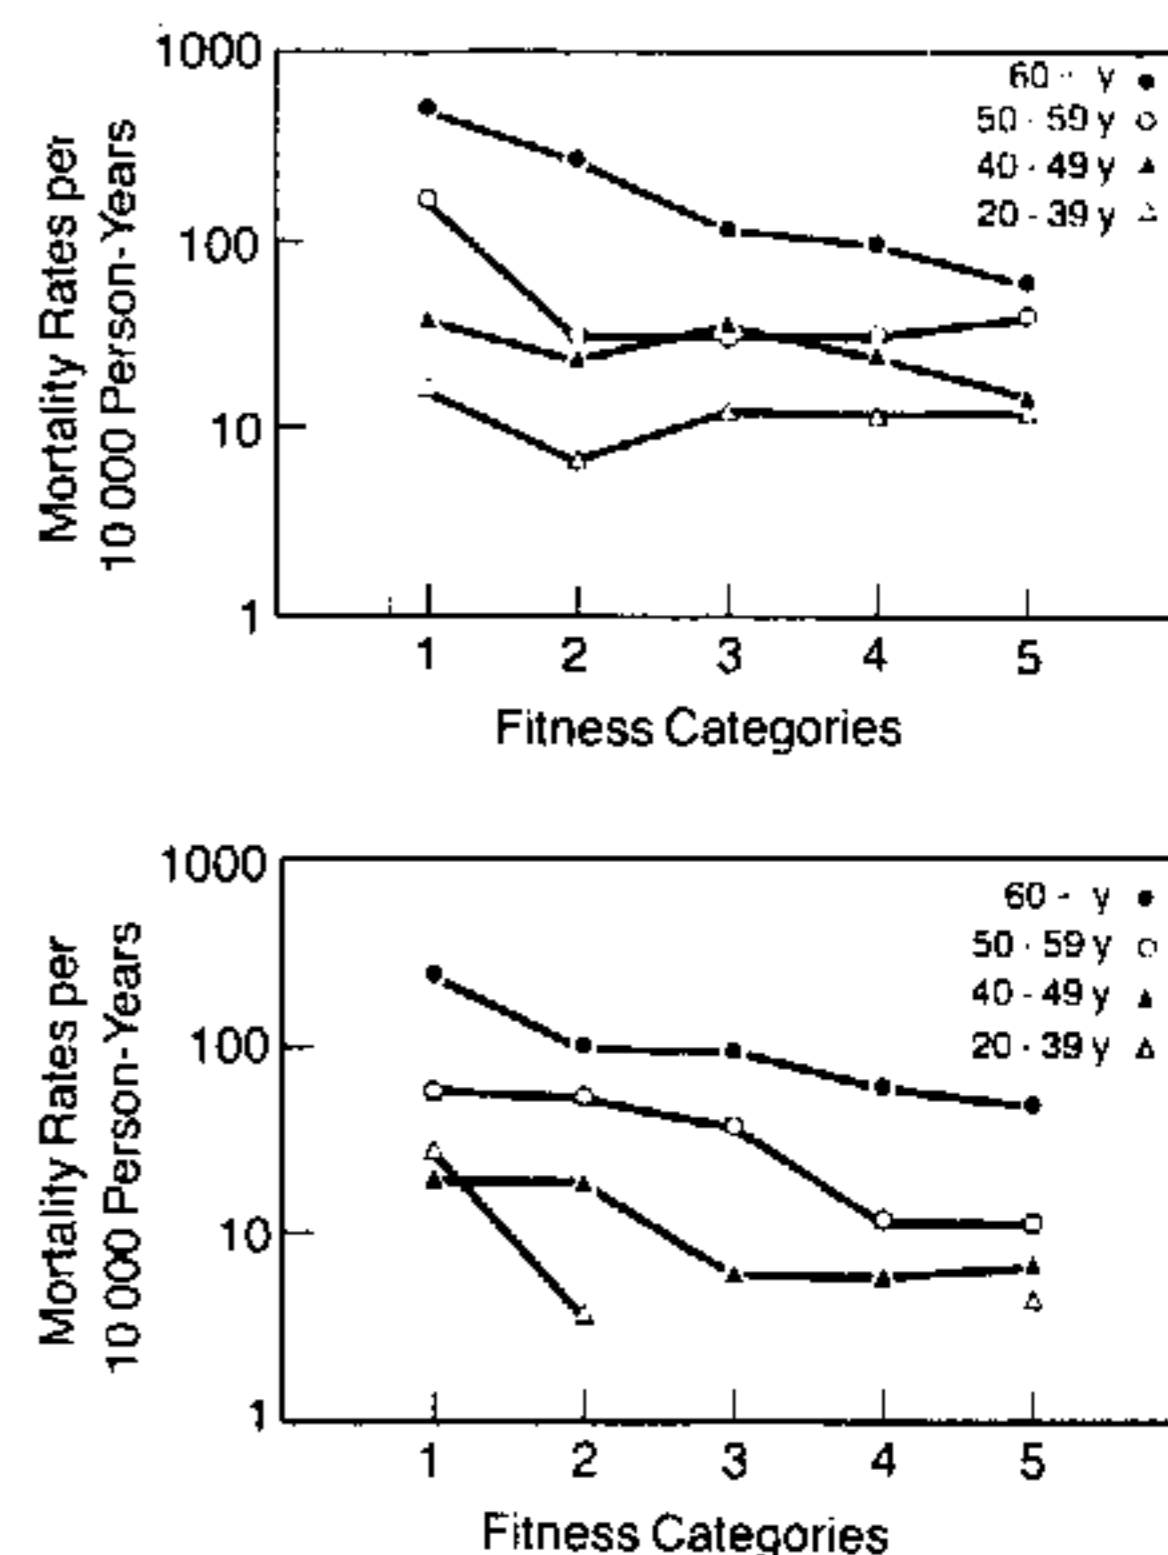 1000
100
10
1
Mortality Rates per
10 000 Person-Years
60 - y
50 - 59 y
40 - 49 y
20 - 39 y
1 2 3 4 5
Fitness Categories
1000
100
10
1
Mortality Rates per
10 000 Person-Years
60 - y
50 - 59 y
40 - 49 y
20 - 39 y
1 2 3 4 5
Fitness Categories